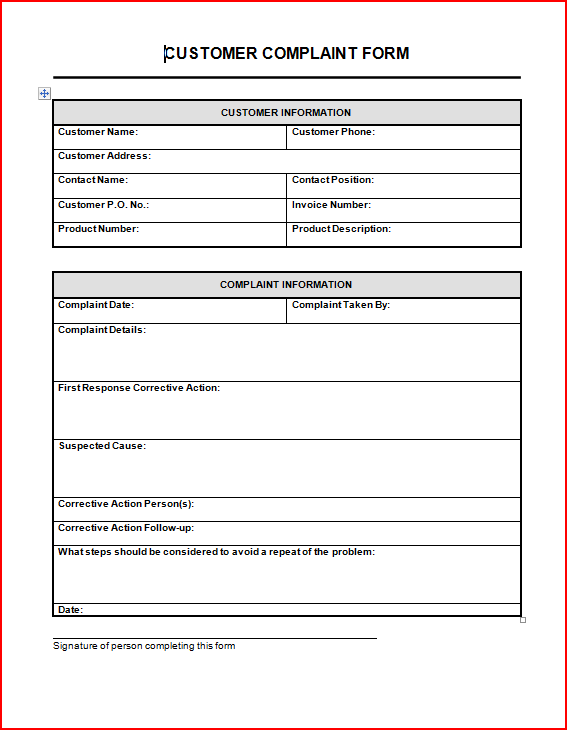 CUSTOMER COMPLAINT FORM
CUSTOMER INFORMATION
Customer Name: Customer Phone:
Customer Address:
Contact Name: Contact Position:
Customer P.O. No.: Invoice Number:
Product Number: Product Description:
COMPLAINT INFORMATION
Complaint Date: Complaint Taken By:
Complaint Details:
First Response Corrective Action:
Suspected Cause:
Corrective Action Person(s):
Corrective Action Follow-up:
What steps should be considered to avoid a repeat of the problem:
Date:
Signature of person completing this form